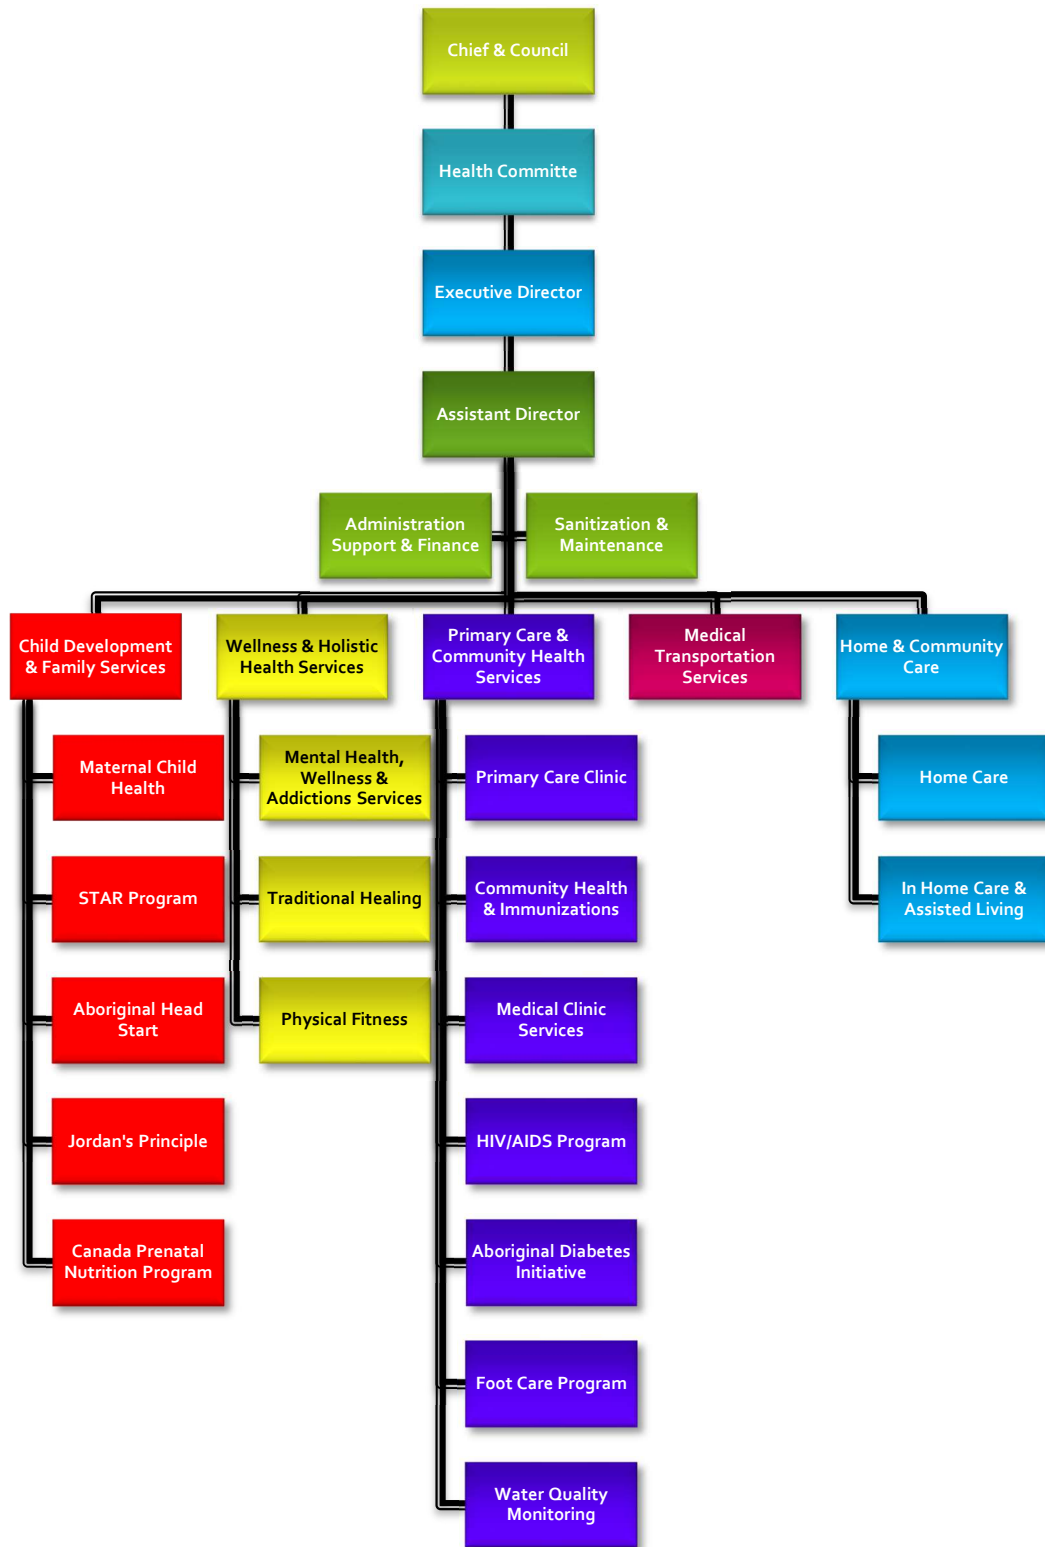 Chief & Council
Health Committe
Executive Director
Assistant Director
Administration
Support & Finance
Sanitization &
Maintenance
Child Development
& Family Services
Wellness & Holistic
Health Services
Primary Care &
Community Health
Services
Medical
Transportation
Services
Home & Community
Care
Maternal Child
Health
STAR Program
Aboriginal Head
Start
Jordan's Principle
Canada Prenatal
Nutrition Program
Mental Health,
Wellness &
Addictions Services
Traditional Healing
Physical Fitness
Primary Care Clinic
Community Health
& Immunizations
Medical Clinic
Services
HIV/AIDS Program
Aboriginal Diabetes
Initiative
Foot Care Program
Water Quality
Monitoring
Home Care
In Home Care &
Assisted Living